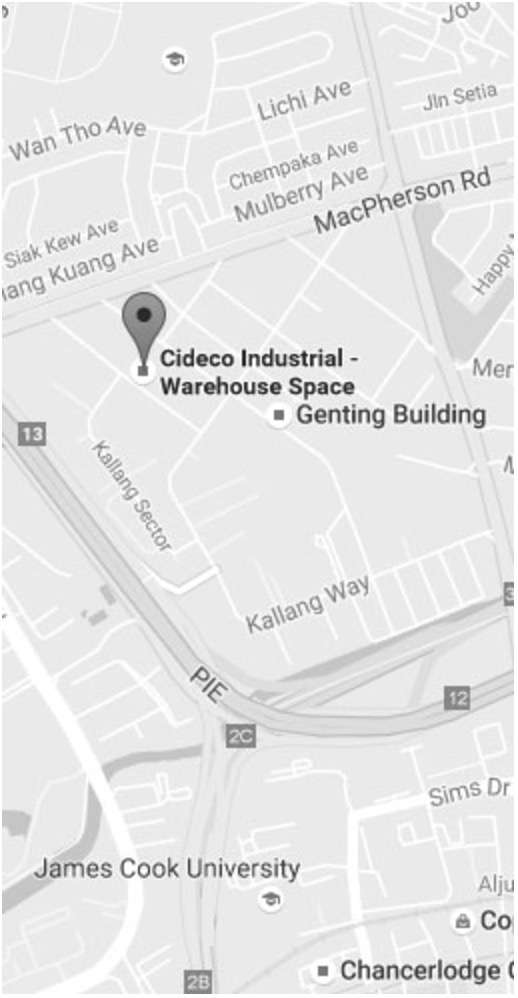 Joo
Lichi Ave
Jln Setia
Wan Tho Ave
Chempaka Ave
Mulberry Ave
MacPherson Rd
Siak Kew Ave
iang Kuang Ave
Happy
Cideco Industrial -
Warehouse Space
Mer
Genting Building
13
Kallang Sector
Kallang Way
3
PIE
12
2C
Sims Dr
James Cook University
Alju
Co
Chancerlodge
2B